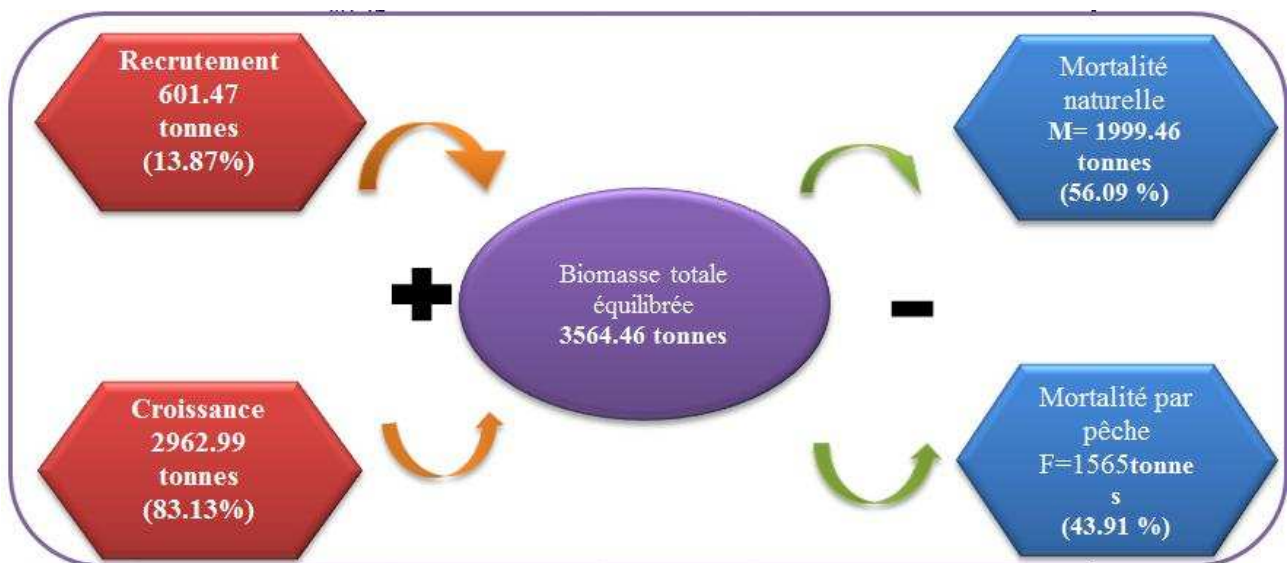 Recrutement
601.47
tonnes
(13.87%)
Mortalité
naturelle
M= 1999.46
tonnes
(56.09 %)
Biomasse totale
équilibrée
3564.46 tonnes
Croissance
2962.99
tonnes
(83.13%)
Mortalité par
pêche
F=1565tonne
s
(43.91 %)